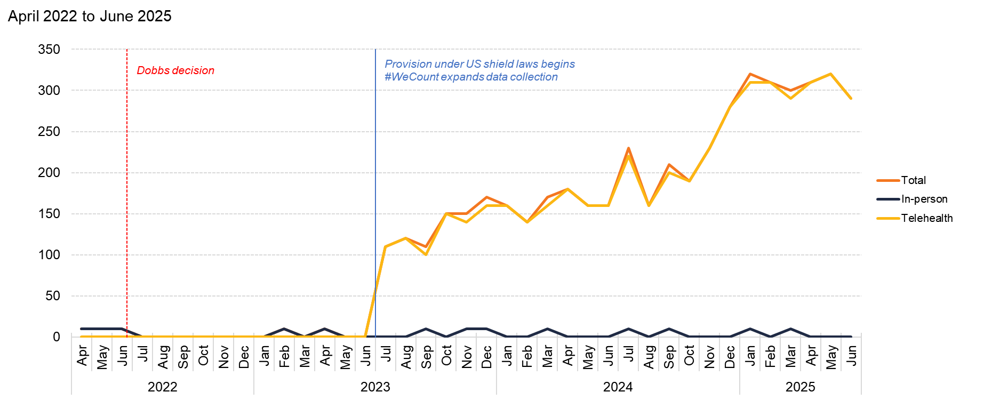 April 2022 to June 2025
350
300
250
200
150
100
50
0
Dobbs decision
Provision under US shield laws begins
#WeCount expands data collection
Total
In-person
Telehealth
Apr May Jun Jul Aug Sep Oct Nov Dec Jan Feb Mar Apr May Jun Jul Aug Sep Oct Nov Dec Jan Feb Mar Apr May Jun Jul Aug Sep Oct Nov Dec Jan Feb Mar Apr May Jun
2022 2023 2024 2025